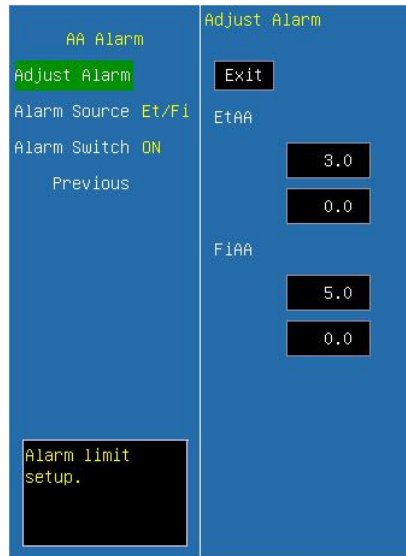 AA Alarm
Adjust Alarm
Alarm Source Et/Fi
Alarm Switch ON
Previous
Alarm limit
setup.
Adjust Alarm
Exit
EtAA
3.0
0.0
FiAA
5.0
0.0